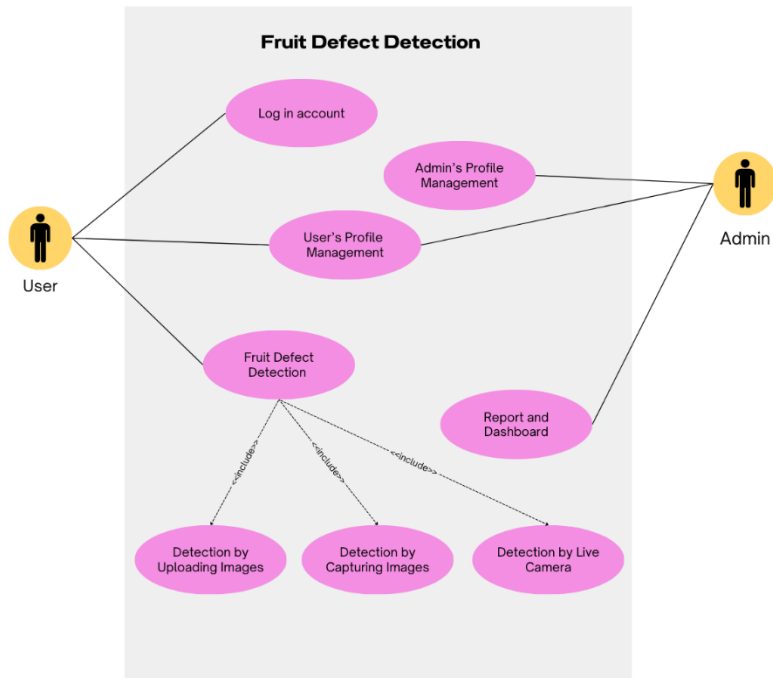 Fruit Defect Detection
Log in account
Admin's Profile
Management
User's Profile
Management
User
Admin
Fruit Defect
Detection
Report and
Dashboard
<<include>>
<<include>>
<<include>>
Detection by
Uploading Images
Detection by
Capturing Images
Detection by Live
Camera